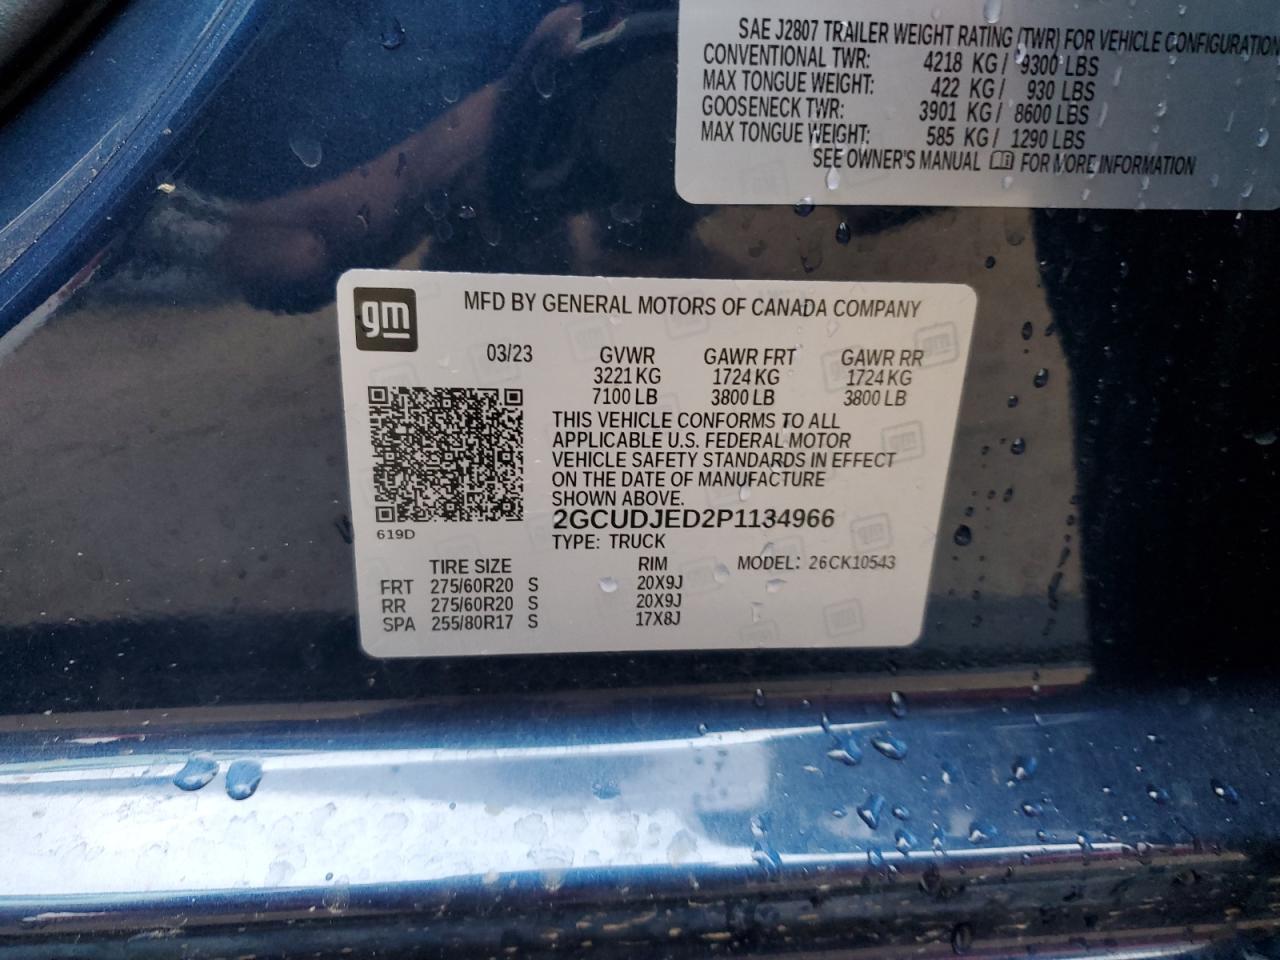 SAE J2807 TRAILER WEIGHT RATING (TWR) FOR VEHICLE CONFIGURATION
CONVENTIONAL TWR: 4218 KG / 9300 LBS
MAX TONGUE WEIGHT: 422 KG / 930 LBS
GOOSENECK TWR: 3901 KG / 8600 LBS
MAX TONGUE WEIGHT: 585 KG / 1290 LBS
SEE OWNER'S MANUAL FOR MORE INFORMATION
gm
MFD BY GENERAL MOTORS OF CANADA COMPANY
03/23 GVWR GAWR FRT GAWR RR
3221 KG 1724 KG 1724 KG
7100 LB 3800 LB 3800 LB
THIS VEHICLE CONFORMS TO ALL
APPLICABLE U.S. FEDERAL MOTOR
VEHICLE SAFETY STANDARDS IN EFFECT
ON THE DATE OF MANUFACTURE
SHOWN ABOVE.
2GCUDJED2P1134966
619D
TYPE: TRUCK
TIRE SIZE RIM MODEL: 26CK10543
FRT 275/60R20 S 20X9J
RR 275/60R20 S 20X9J
SPA 255/80R17 S 17X8J